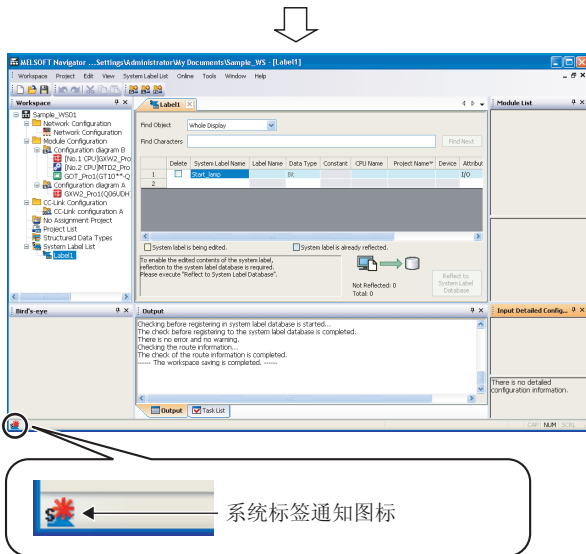 MELSOFT Navigator ...Settings\Administrator\My Documents\Sample_WS - [Label1]
Workspace Project Edit View System Label List Online Tools Window Help
Workspace
Sample_WS01
Network Configuration
Network Configuration
Module Configuration
Configuration diagram B
[No.1 CPU]GXW2_Pro
[No.2 CPU]MTD2_Pro
GOT_Pro1(GT10**-Q
Configuration diagram A
GXW2_Pro1(Q06UDH
CC-Link configuration
CC-Link configuration A
No Assignment Project
Project List
Structured Data Types
System Label List
Label1
Label1
Find Object Whole Display
Find Characters Find Next
Delete System Label Name Label Name Data Type Constant CPU Name Project Name* Device Attribut
1 Start_lamp Bit I/O
2
System label is being edited. System label is already reflected.
To enable the edited contents of the system label,
reflection to the system label database is required.
Please execute "Reflect to System Label Database".
Not Reflected: 0
Total: 0
Reflect to
System Label
Database
Module List
Bird's-eye
Output
Checking before registering in system label database is started...
The check before registering to the system label database is completed.
There is no error and no warning.
Checking the route information...
The check of the route information is completed.
------ The workspace saving is completed. ------
Output Task List
Input Detailed Config...
There is no detailed
configuration information.
CAP NUM SCRL
系统标签通知图标